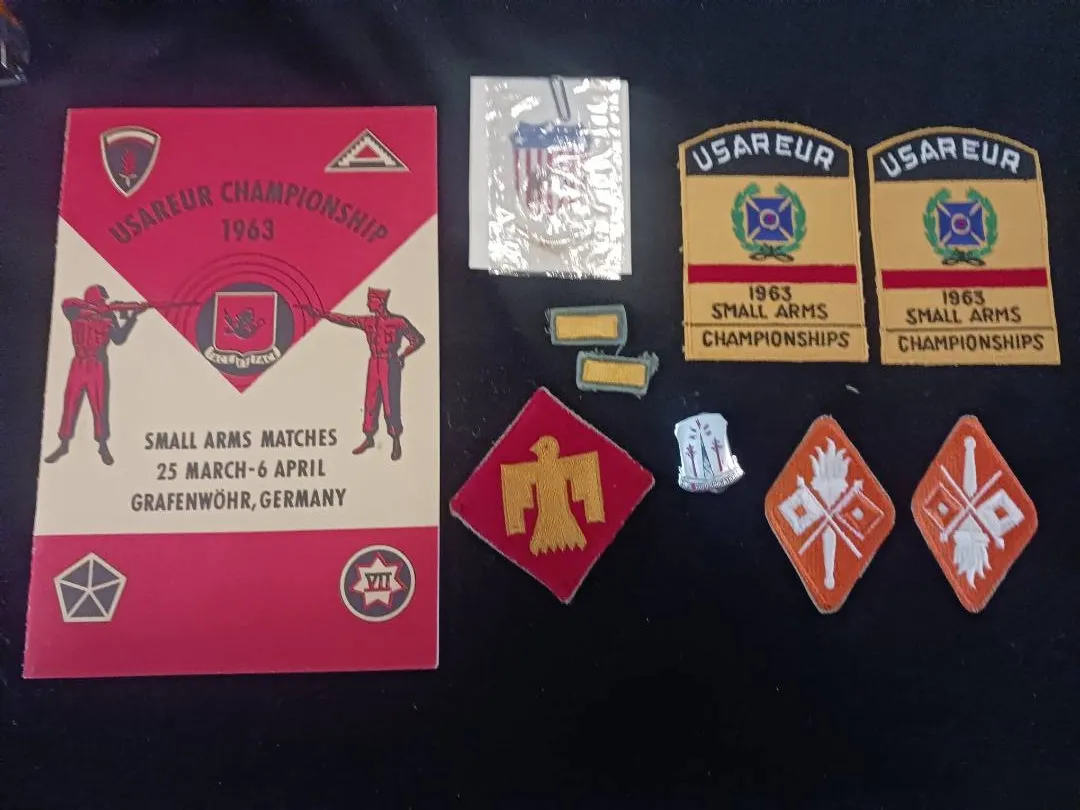 USAREUR CHAMPIONSHIP
1963
SMALL ARMS MATCHES
25 MARCH-6 APRIL
GRAFENWÖHR, GERMANY
VII
USAREUR
1963
SMALL ARMS
CHAMPIONSHIPS
USAREUR
1963
SMALL ARMS
CHAMPIONSHIPS